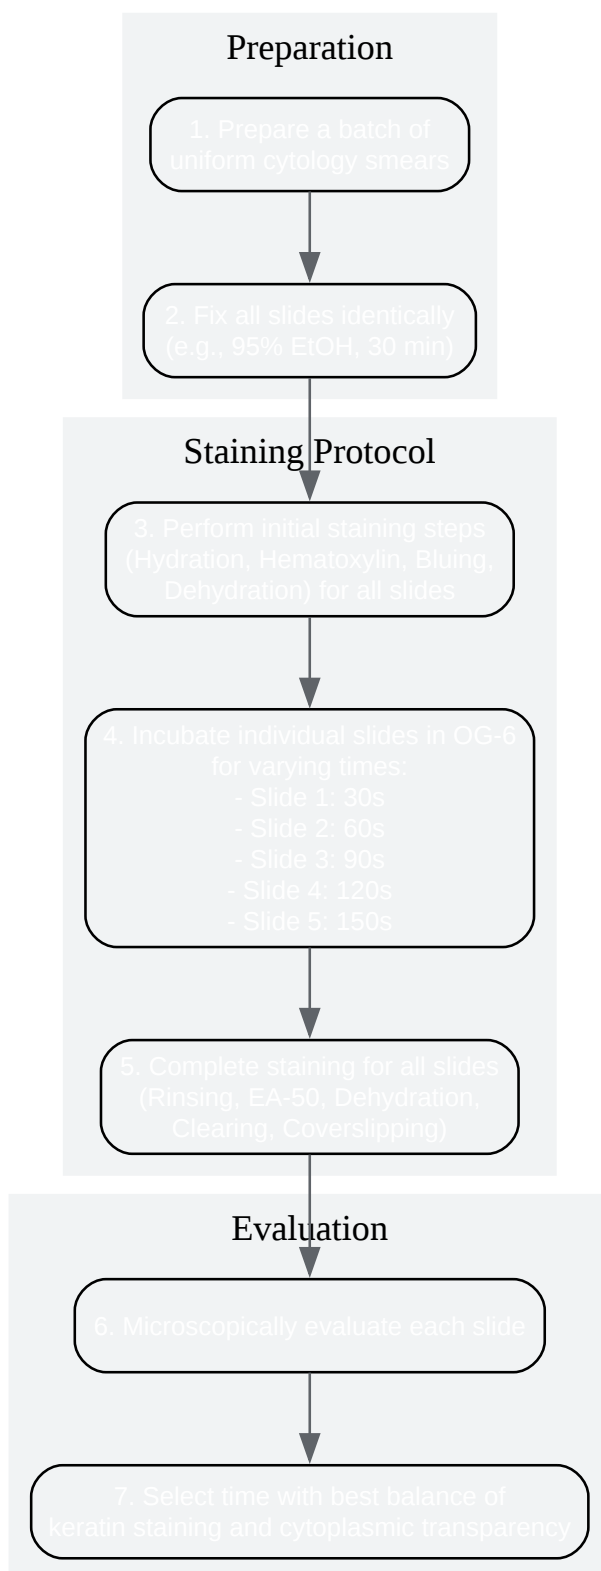 Preparation
1. Prepare a batch of
uniform cytology smears
2. Fix all slides identically
(e.g., 95% EtOH, 30 min)
Staining Protocol
3. Perform initial staining steps
(Hydration, Hematoxylin, Bluing,
Dehydration) for all slides
4. Incubate individual slides in OG-6
for varying times:
- Slide 1: 30s
- Slide 2: 60s
- Slide 3: 90s
- Slide 4: 120s
- Slide 5: 150s
5. Complete staining for all slides
(Rinsing, EA-50, Dehydration,
Clearing, Coverslipping)
Evaluation
6. Microscopically evaluate each slide
7. Select time with best balance of
keratin staining and cytoplasmic transparency